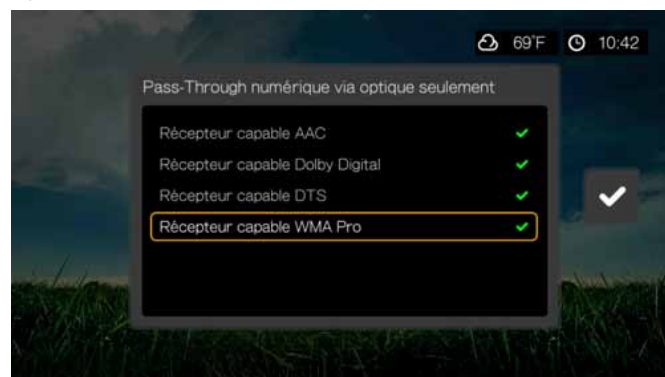 69°F 10:42
Pass-Through numérique via optique seulement
Récepteur capable AAC
Récepteur capable Dolby Digital
Récepteur capable DTS
Récepteur capable WMA Pro